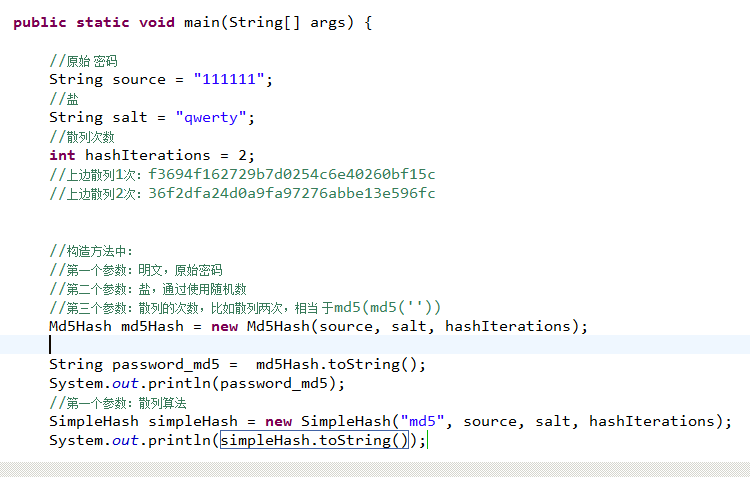 public static void main(String[] args) {
//原始 密码
String source = "111111";
//盐
String salt = "qwerty";
//散列次数
int hashIterations = 2;
//上边散列1次：f3694f162729b7d0254c6e40260bf15c
//上边散列2次：36f2dfa24d0a9fa97276abbe13e596fc
//构造方法中：
//第一个参数：明文，原始密码
//第二个参数：盐，通过使用随机数
//第三个参数：散列的次数，比如散列两次，相当 于md5(md5(''))
Md5Hash md5Hash = new Md5Hash(source, salt, hashIterations);
String password_md5 =  md5Hash.toString();
System.out.println(password_md5);
//第一个参数：散列算法
SimpleHash simpleHash = new SimpleHash("md5", source, salt, hashIterations);
System.out.println(simpleHash.toString());